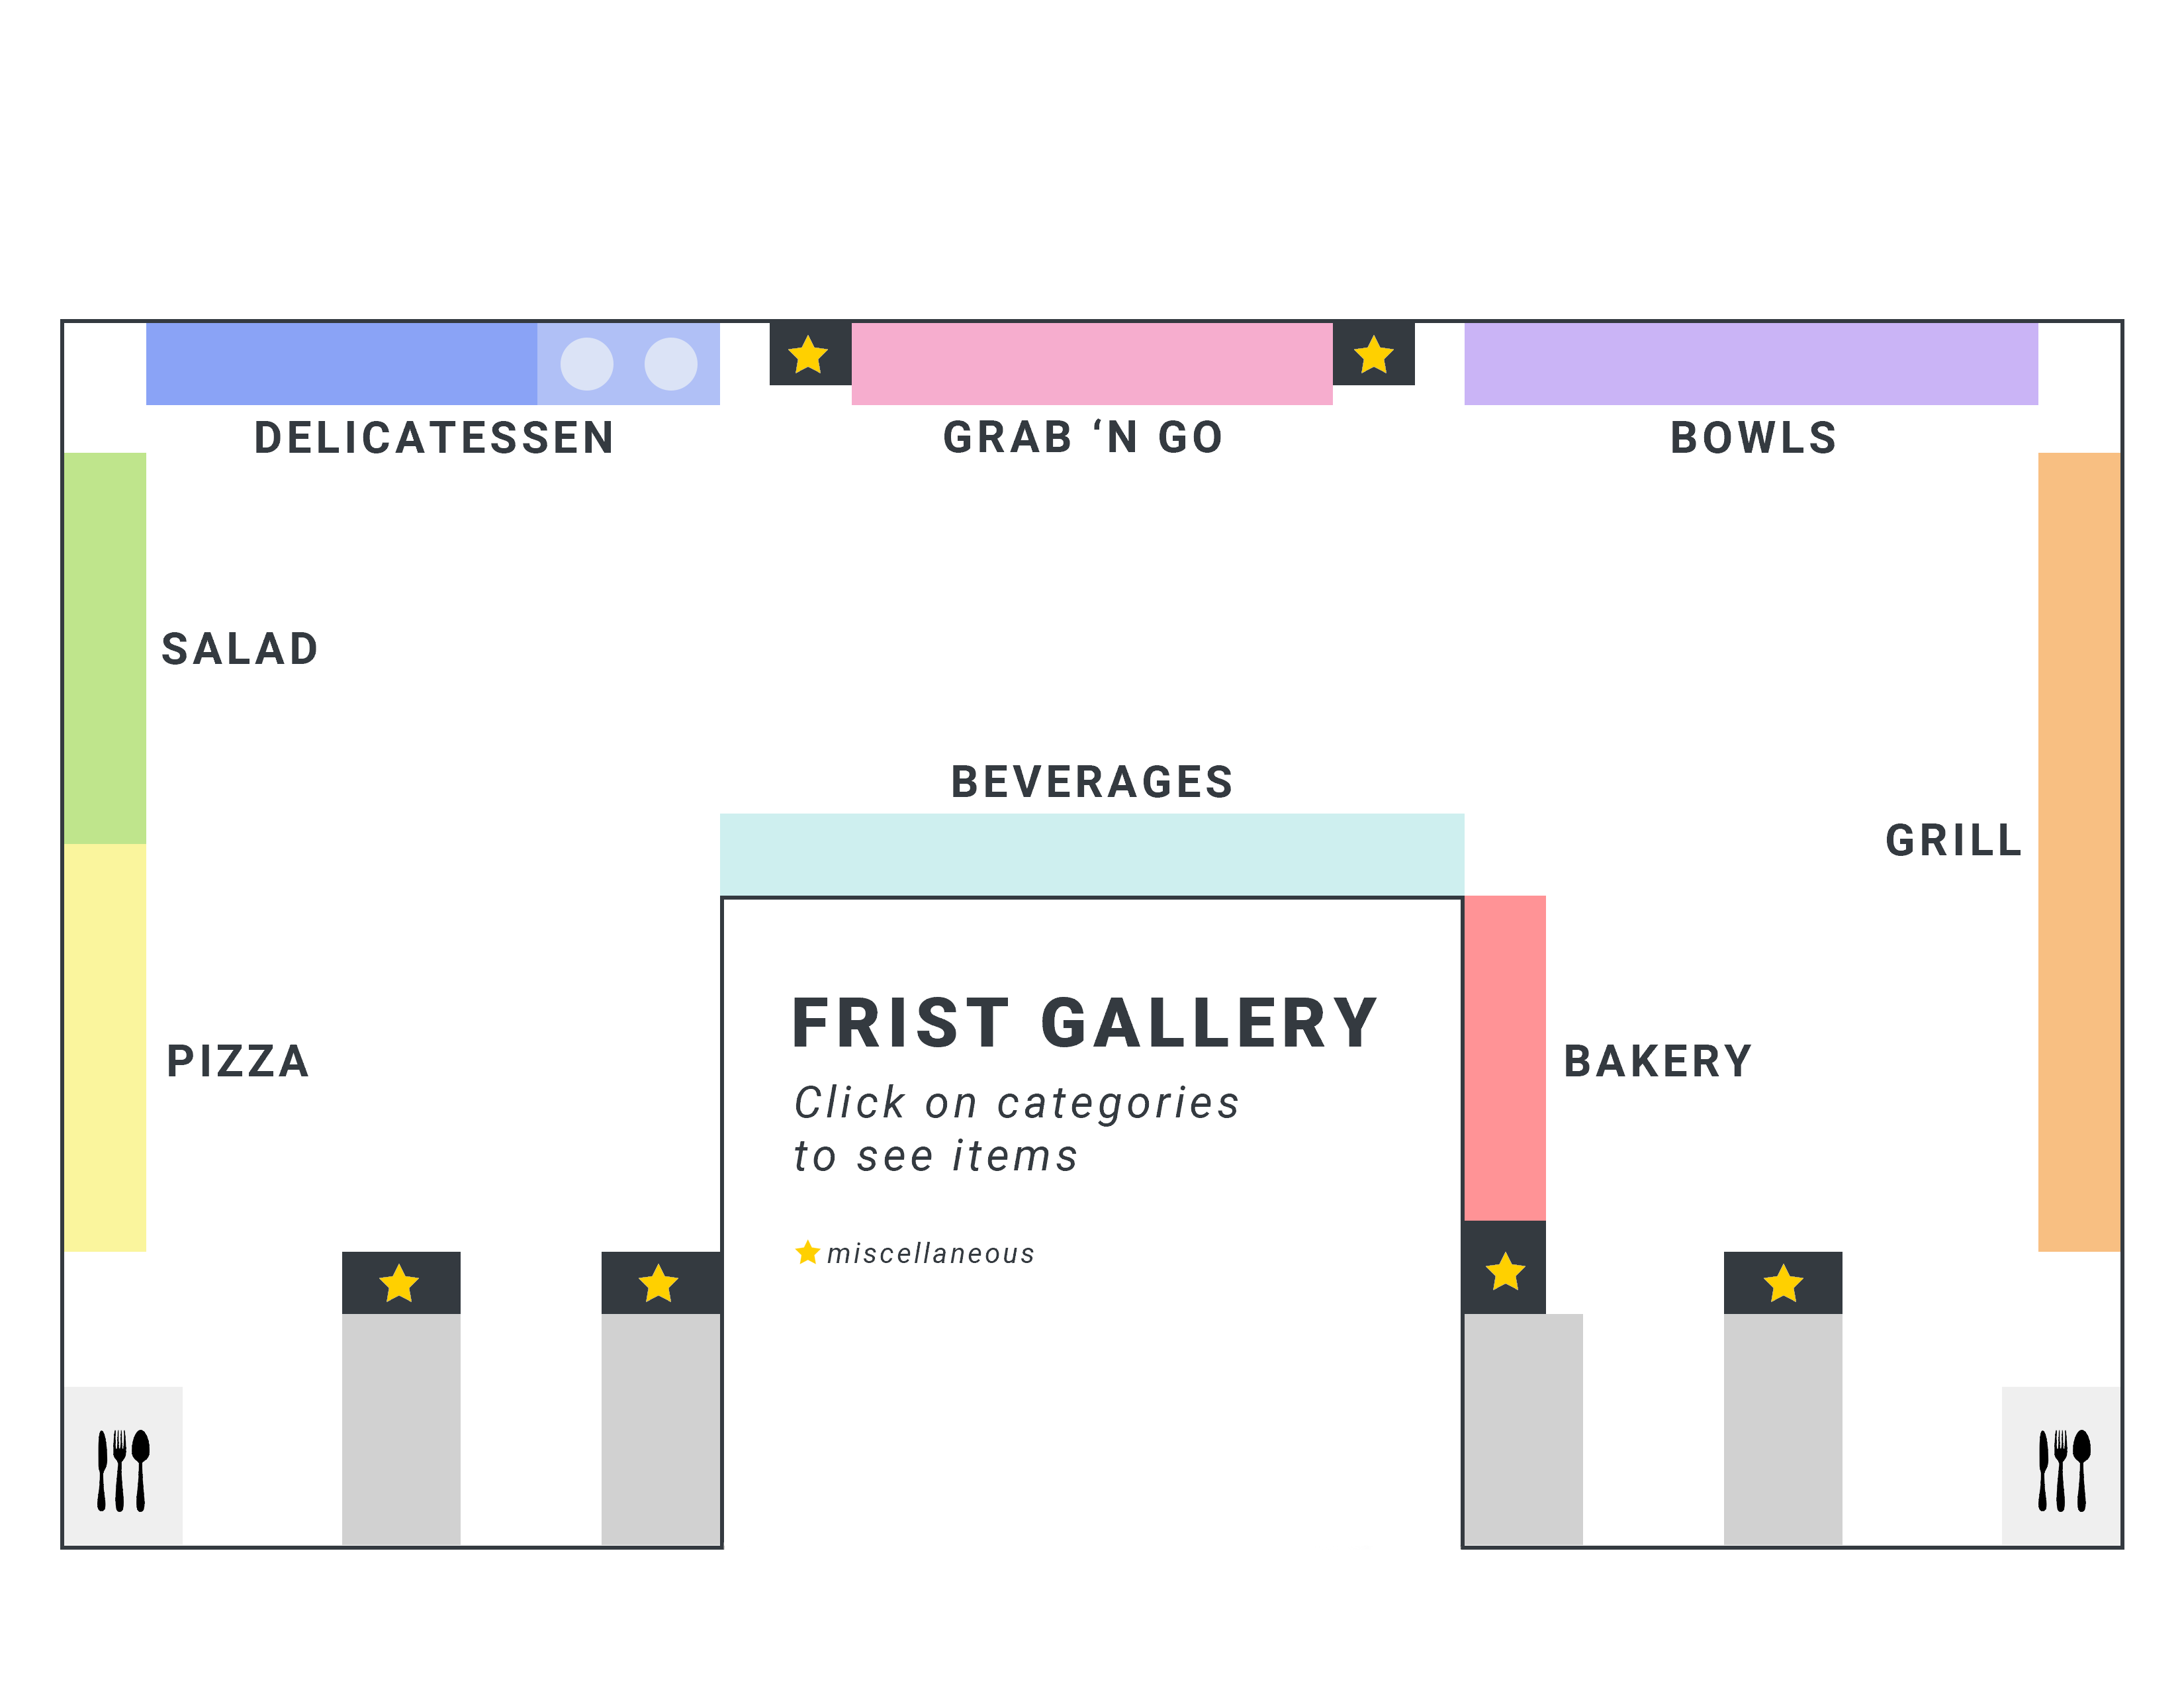 DELICATESSEN
GRAB ‘N GO
BOWLS
SALAD
BEVERAGES
GRILL
FRIST GALLERY
PIZZA
BAKERY
Click on categories
to see items
miscellaneous